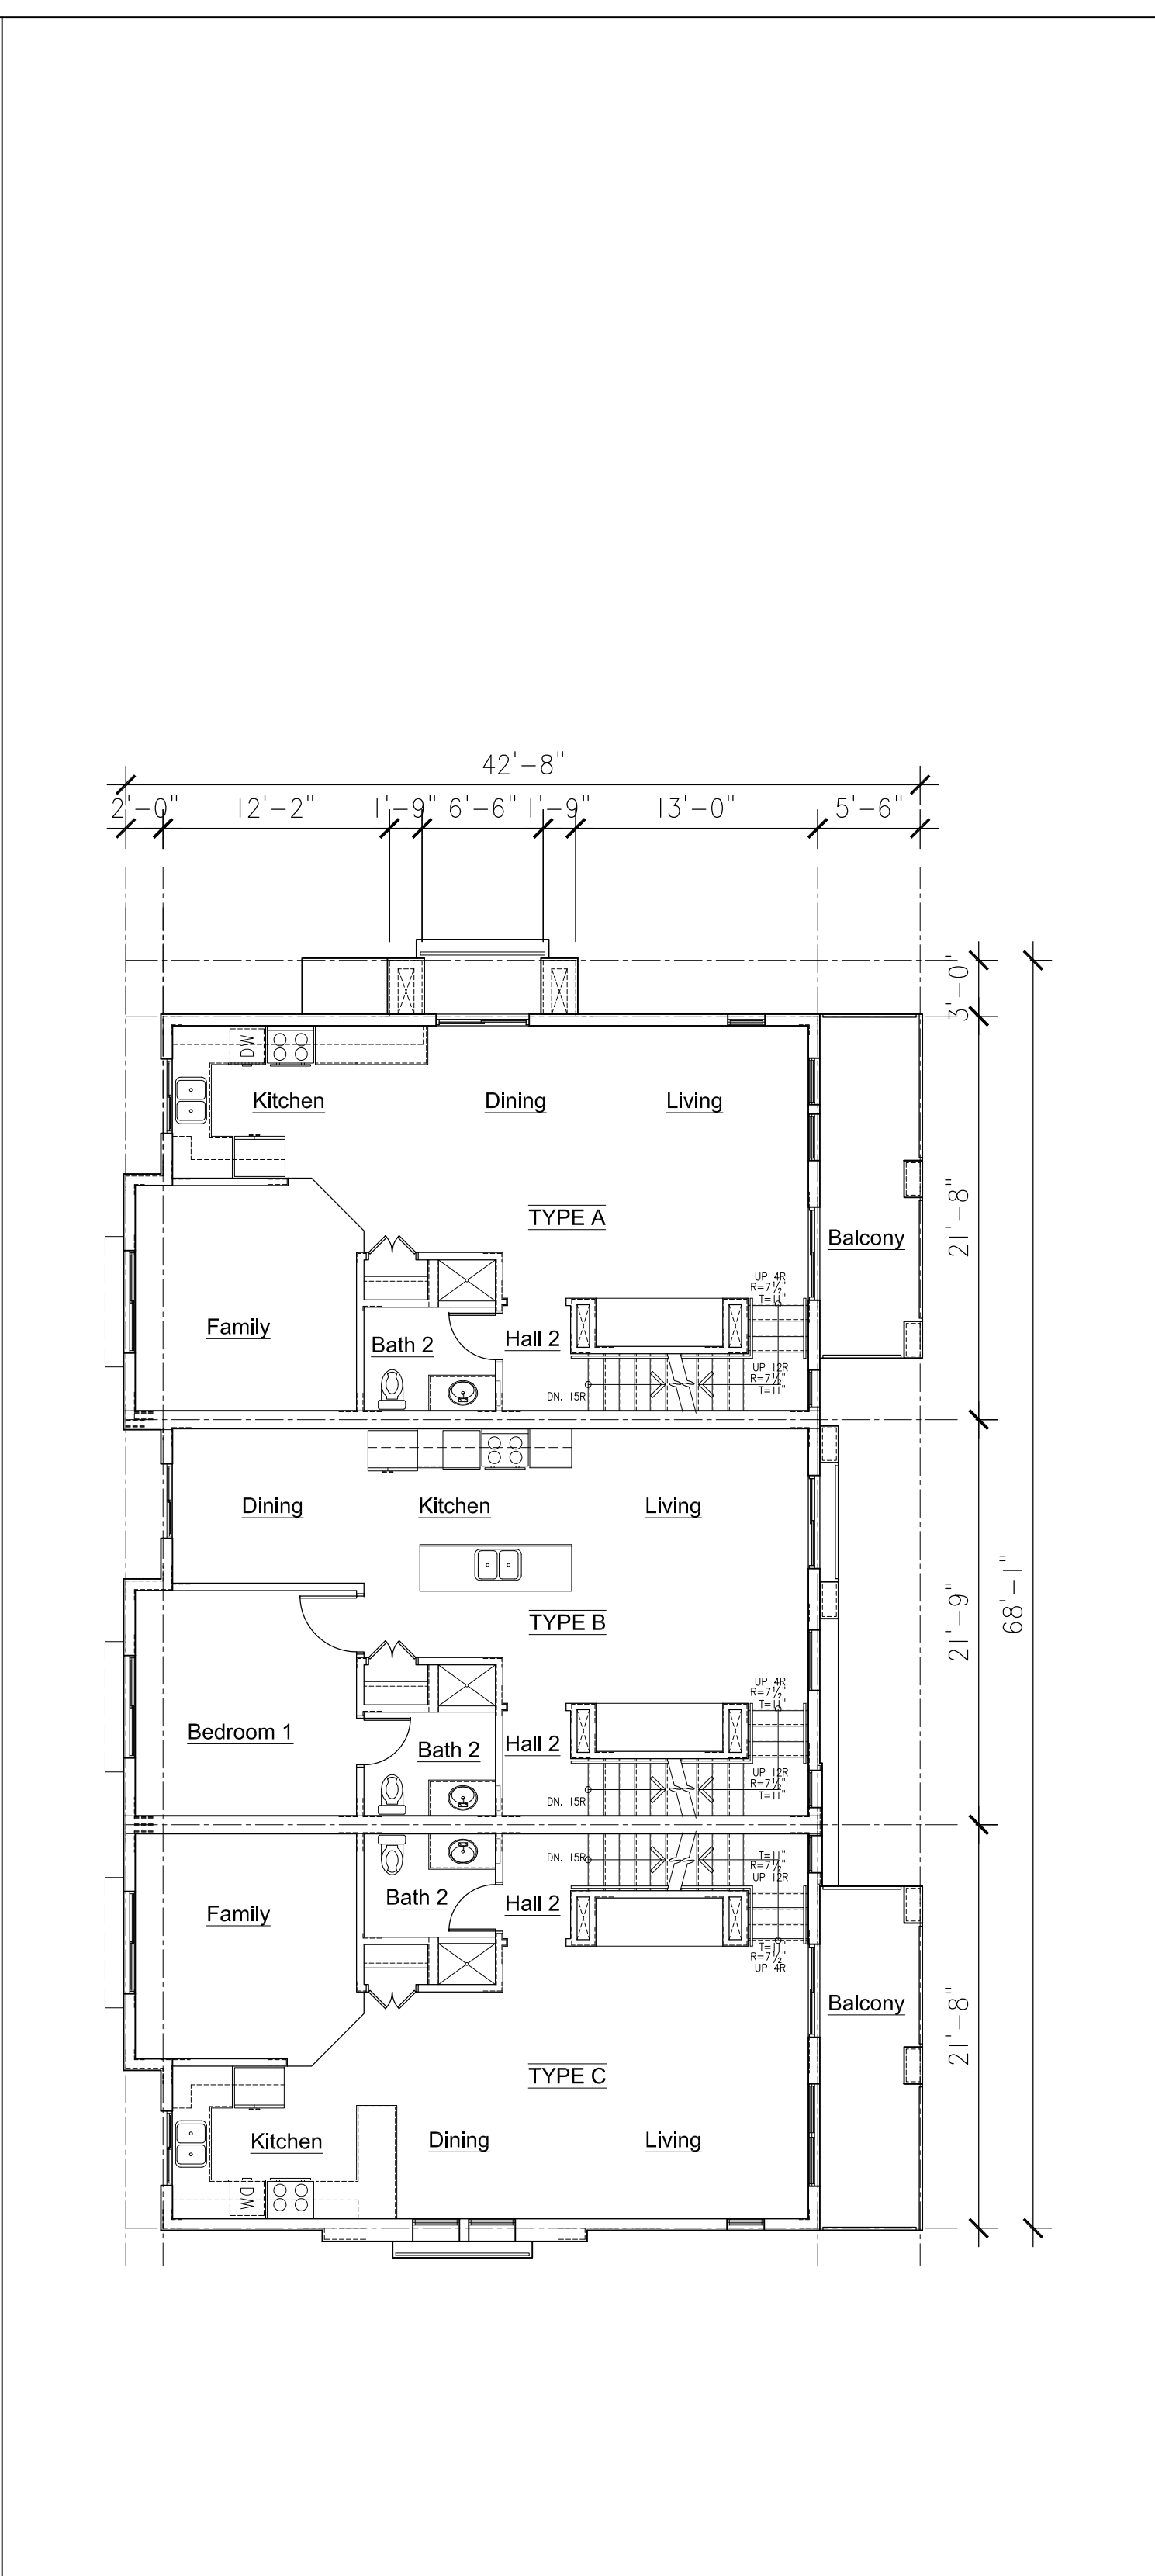 42'-8"
2'-0" 12'-2" 1'-9" 6'-6" 1'-9" 13'-0" 5'-6"
3'-0"
DW
Kitchen Dining Living
21'-8"
TYPE A
Balcony
UP 4R
R=7½"
T=11"
Family
Hall 2
Bath 2
UP 12R
R=7½"
T=11"
DN. 15R
Dining Kitchen Living
68'-1"
21'-9"
TYPE B
UP 4R
R=7½"
T=11"
Bedroom 1
Hall 2
Bath 2
UP 12R
R=7½"
T=11"
DN. 15R
T=11"
R=7½"
UP 12R
DN. 15R
Bath 2
Hall 2
Family
T=11"
R=7½"
UP 4R
Balcony
21'-8"
TYPE C
Kitchen Dining Living
DW